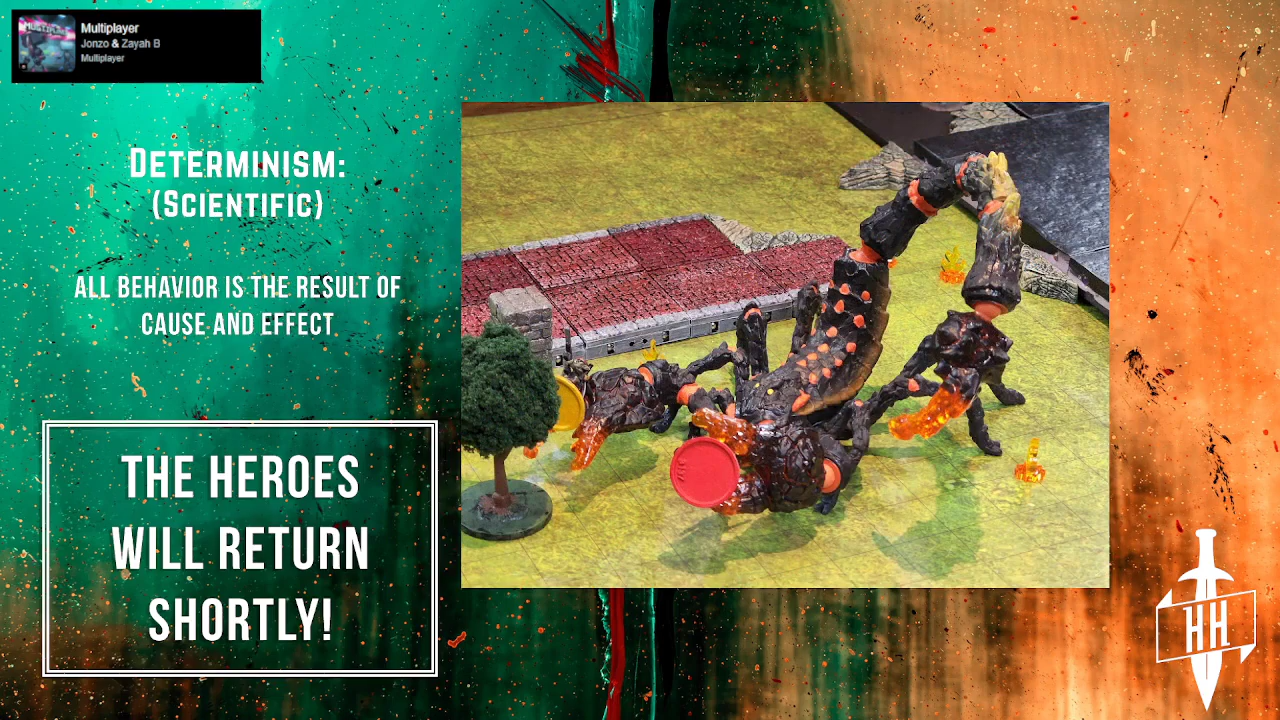 Multiplayer
Jonzo & Zayah B
Multiplayer
DETERMINISM:
(SCIENTIFIC)
ALL BEHAVIOR IS THE RESULT OF
CAUSE AND EFFECT
THE HEROES
WILL RETURN
SHORTLY!
HH